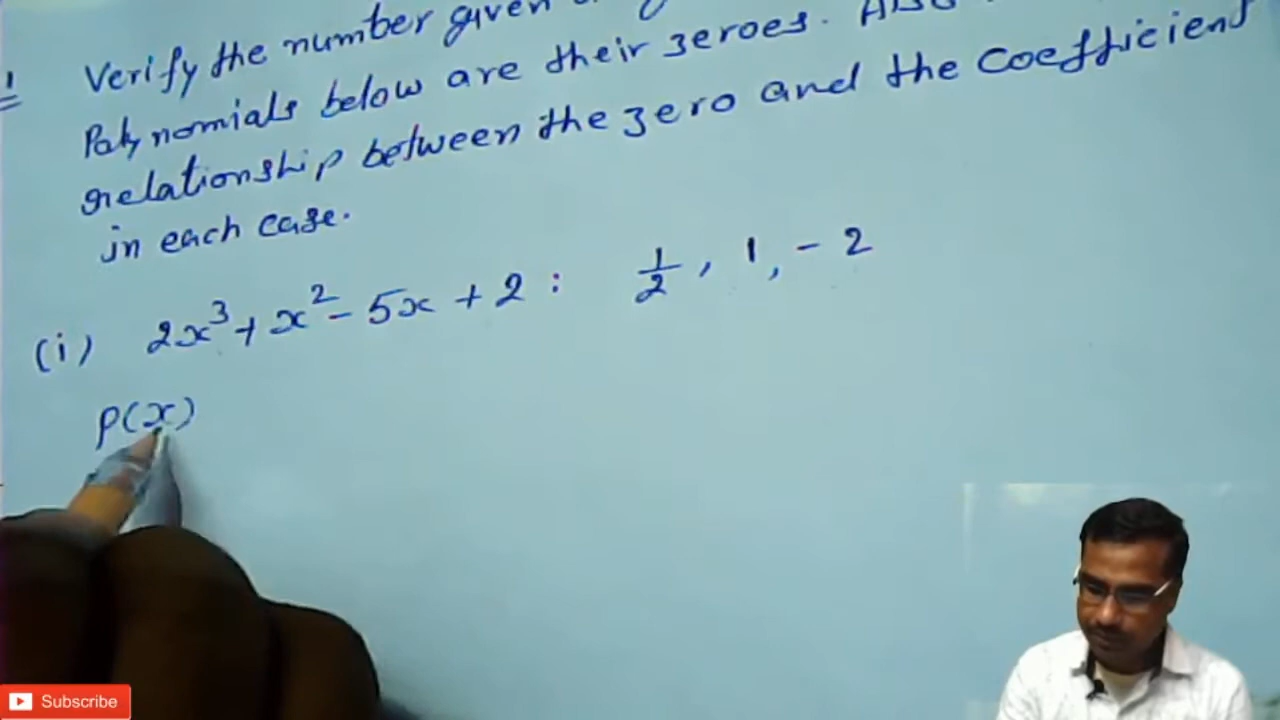 1 Verify the number given
Polynomials below are their zeroes.
relationship between the zero and the coefficient
in each case.
(i) 2x³+x²-5x+2: 1/2, 1, -2
P(x)
Subscribe